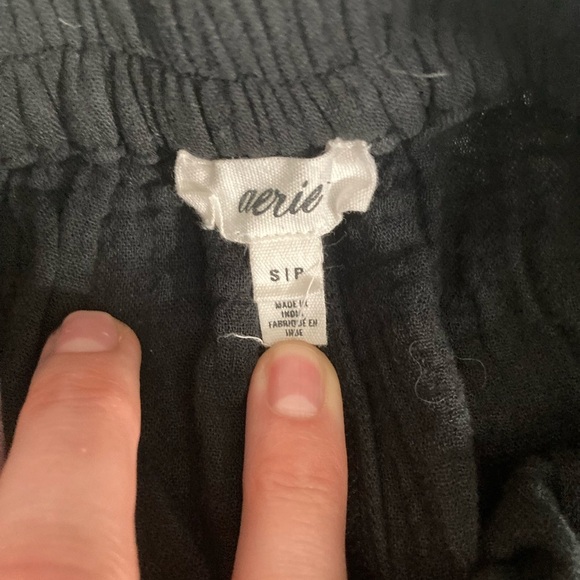 aerie
S|P
MADE IN
INDIA
FABRIQUÉ EN
INDE